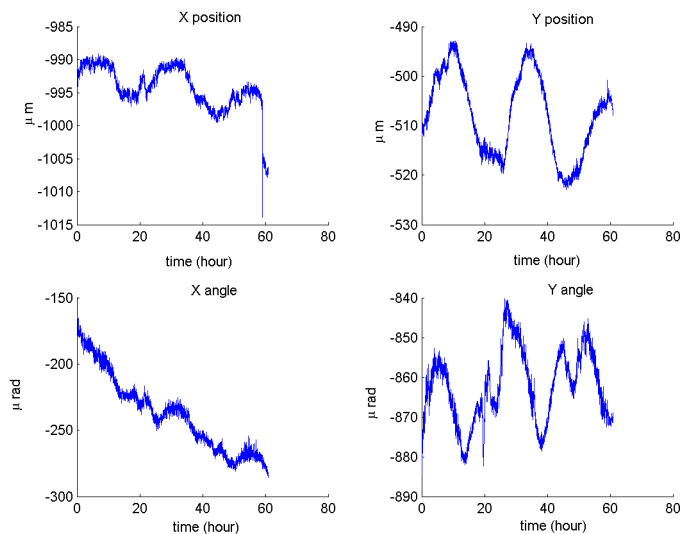 X position
-985
-990
-995
-1000
-1005
-1010
-1015
μ m
0 20 40 60 80
time (hour)
Y position
-490
-500
-510
-520
-530
μ m
0 20 40 60 80
time (hour)
X angle
-150
-200
-250
-300
μ rad
0 20 40 60 80
time (hour)
Y angle
-840
-850
-860
-870
-880
-890
μ rad
0 20 40 60 80
time (hour)